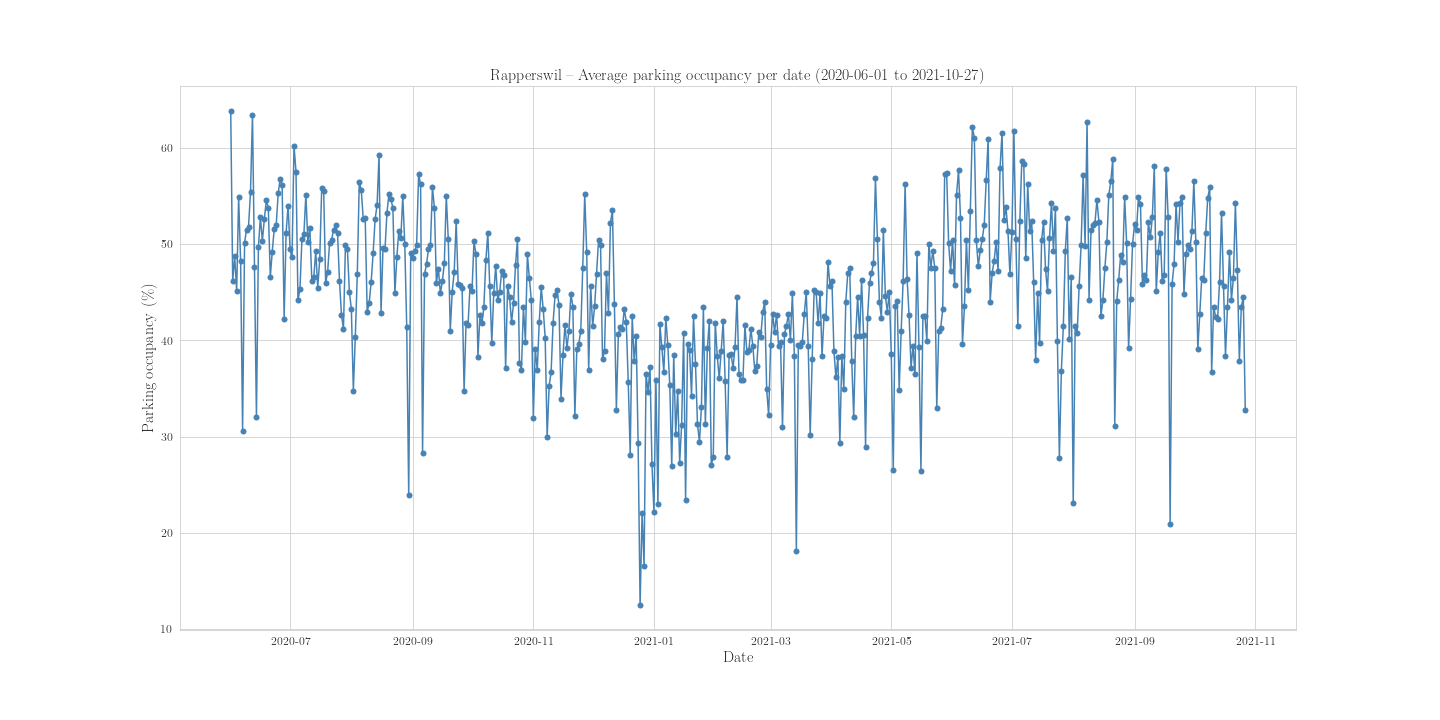 Rapperswil – Average parking occupancy per date (2020-06-01 to 2021-10-27)
Parking occupancy (%)
60
50
40
30
20
10
2020-07 2020-09 2020-11 2021-01 2021-03 2021-05 2021-07 2021-09 2021-11
Date